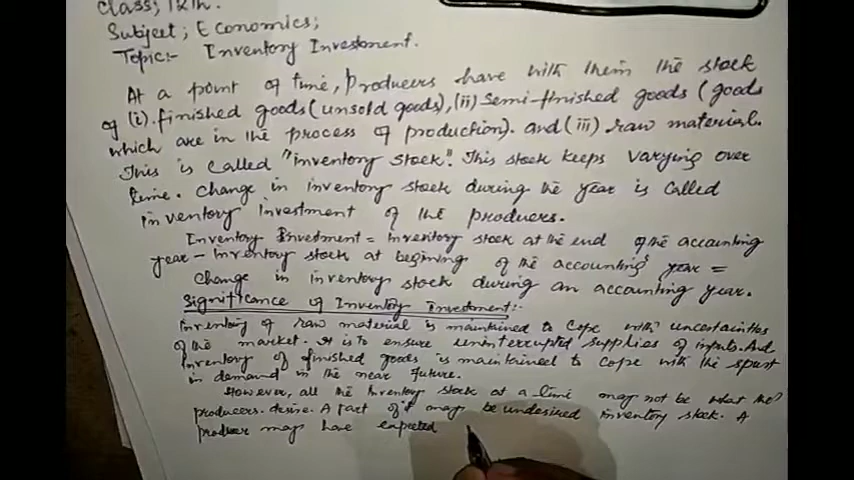 Class; 12th.
Subject; Economics;
Topic:- Inventory Investment.
At a point of time, producers have with them the stock
of (i). finished goods (unsold goods), (ii) Semi-finished goods (goods
which are in the process of production). and (iii). raw material.
This is called "inventory stock". This stock keeps varying over
time. change in inventory stock during the year is called
inventory investment of the producers.
Inventory Investment = inventory stock at the end of the accounting
year - inventory stock at begining of the accounting year =
change in inventory stock during an accounting year.
Significance of Inventory Investment:-
Inventory of raw material is maintained to cope with uncertainties
of the market. It is to ensure uninterrupted supplies of inputs. And
Inventory of finished goods is maintained to cope with the spurt
in demand in the near future.
However, all the inventory stock at a time may not be what the
producers. desire. A part of it may be undesired inventory stock. A
producer may have expected